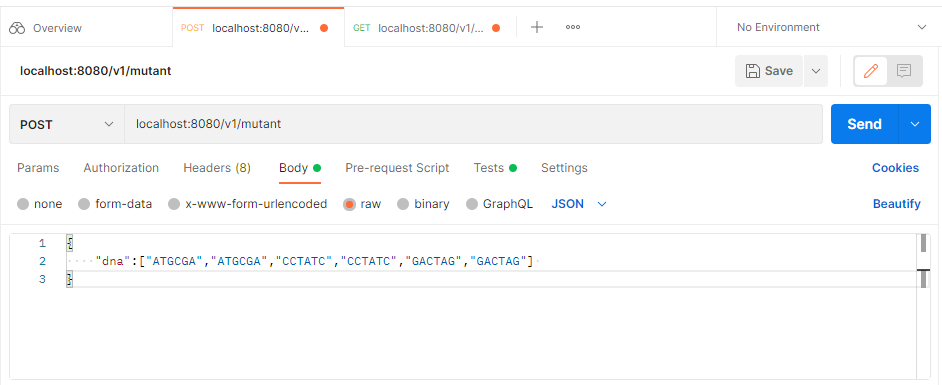 Overview
POST localhost:8080/v...
GET localhost:8080/v1/...
No Environment
localhost:8080/v1/mutant
Save
POST
localhost:8080/v1/mutant
Send
Params Authorization Headers (8) Body Pre-request Script Tests Settings Cookies
none form-data x-www-form-urlencoded raw binary GraphQL JSON Beautify
1 {
2 "dna":["ATGCGA","ATGCGA","CCTATC","CCTATC","GACTAG","GACTAG"]
3 }